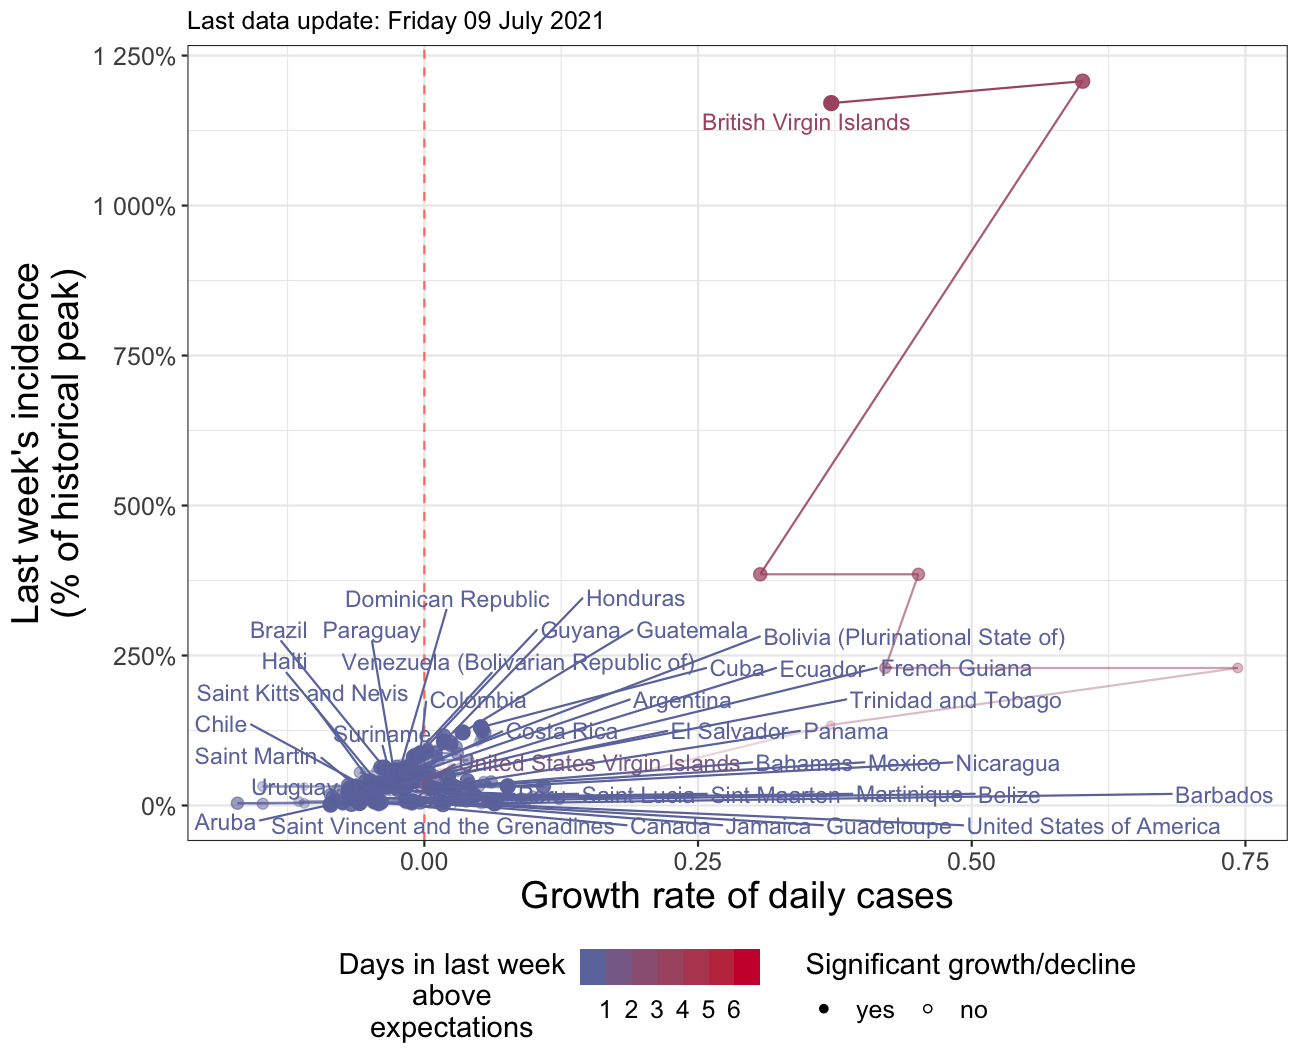 Last data update: Friday 09 July 2021
1 250%
British Virgin Islands
1 000%
Last week's incidence
(% of historical peak)
750%
500%
Dominican Republic Honduras
Brazil Paraguay Guyana Guatemala Bolivia (Plurinational State of)
250%
Haiti Venezuela (Bolivarian Republic of) Cuba Ecuador French Guiana
Saint Kitts and Nevis Colombia Argentina Trinidad and Tobago
Chile Suriname Costa Rica El Salvador Panama
Saint Martin United States Virgin Islands Bahamas Mexico Nicaragua
Uruguay Peru Saint Lucia Sint Maarten Martinique Belize Barbados
0%
Aruba Saint Vincent and the Grenadines Canada Jamaica Guadeloupe United States of America
0.00 0.25 0.50 0.75
Growth rate of daily cases
Days in last week
above
expectations
1 2 3 4 5 6
Significant growth/decline
yes no